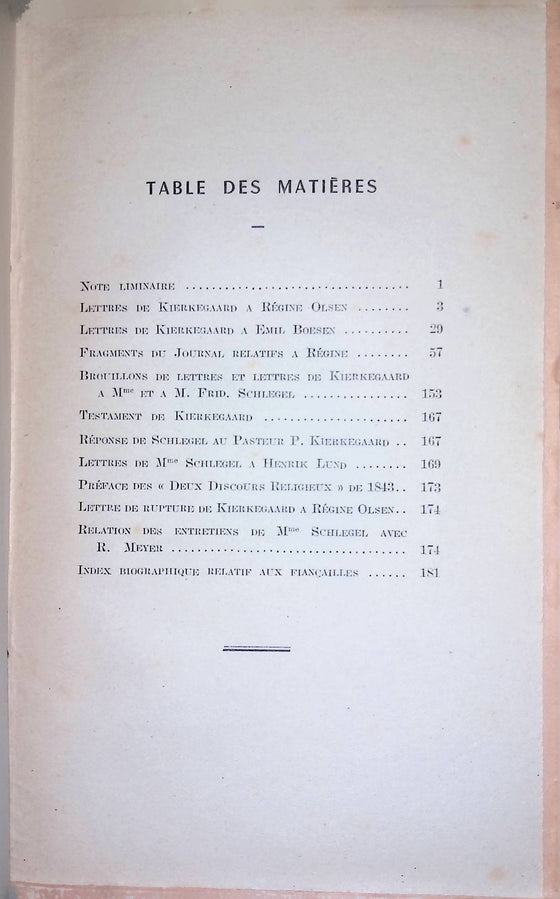 TABLE DES MATIÈRES
Note liminaire .................................. 1
Lettres de Kierkegaard a Régine Olsen ........ 3
Lettres de Kierkegaard a Emil Boesen .......... 29
Fragments du Journal relatifs a Régine ........ 57
Brouillons de lettres et lettres de Kierkegaard
a Mme et a M. Frid. Schlegel ................ 153
Testament de Kierkegaard ...................... 167
Réponse de Schlegel au Pasteur P. Kierkegaard .. 167
Lettres de Mme Schlegel a Henrik Lund ........ 169
Préface des « Deux Discours Religieux » de 1843.. 173
Lettre de rupture de Kierkegaard a Régine Olsen.. 174
Relation des entretiens de Mme Schlegel avec
R. Meyer .................................... 174
Index biographique relatif aux fiançailles ...... 181